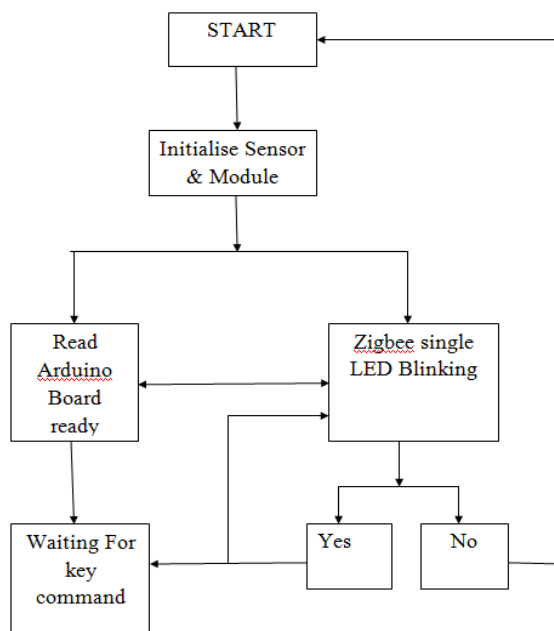 START
Initialise Sensor
& Module
Read
Arduino
Board
ready
Zigbee single
LED Blinking
Waiting For
key
command
Yes
No